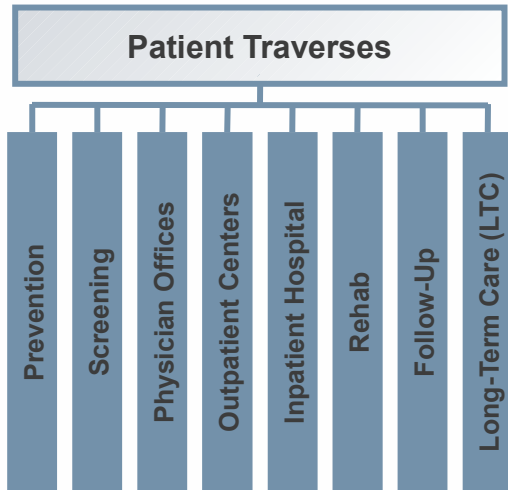 Patient Traverses
Prevention
Screening
Physician Offices
Outpatient Centers
Inpatient Hospital
Rehab
Follow-Up
Long-Term Care (LTC)